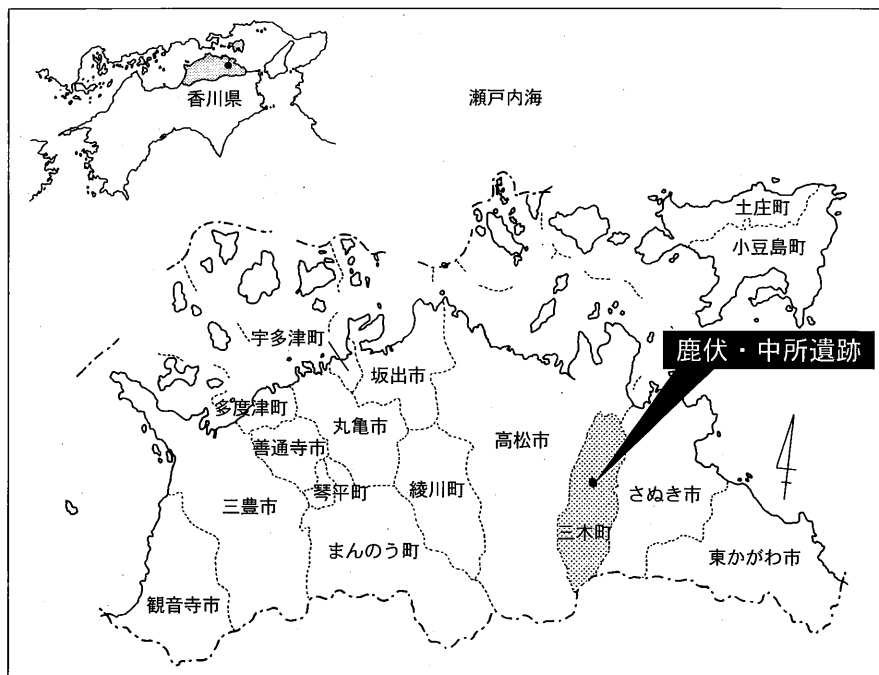 香川県
瀬戸内海
土庄町
小豆島町
鹿伏・中所遺跡
宇多津町
坂出市
多度津町
丸亀市
高松市
善通寺市
琴平町
綾川町
さぬき市
三豊市
三木町
まんのう町
東かがわ市
観音寺市